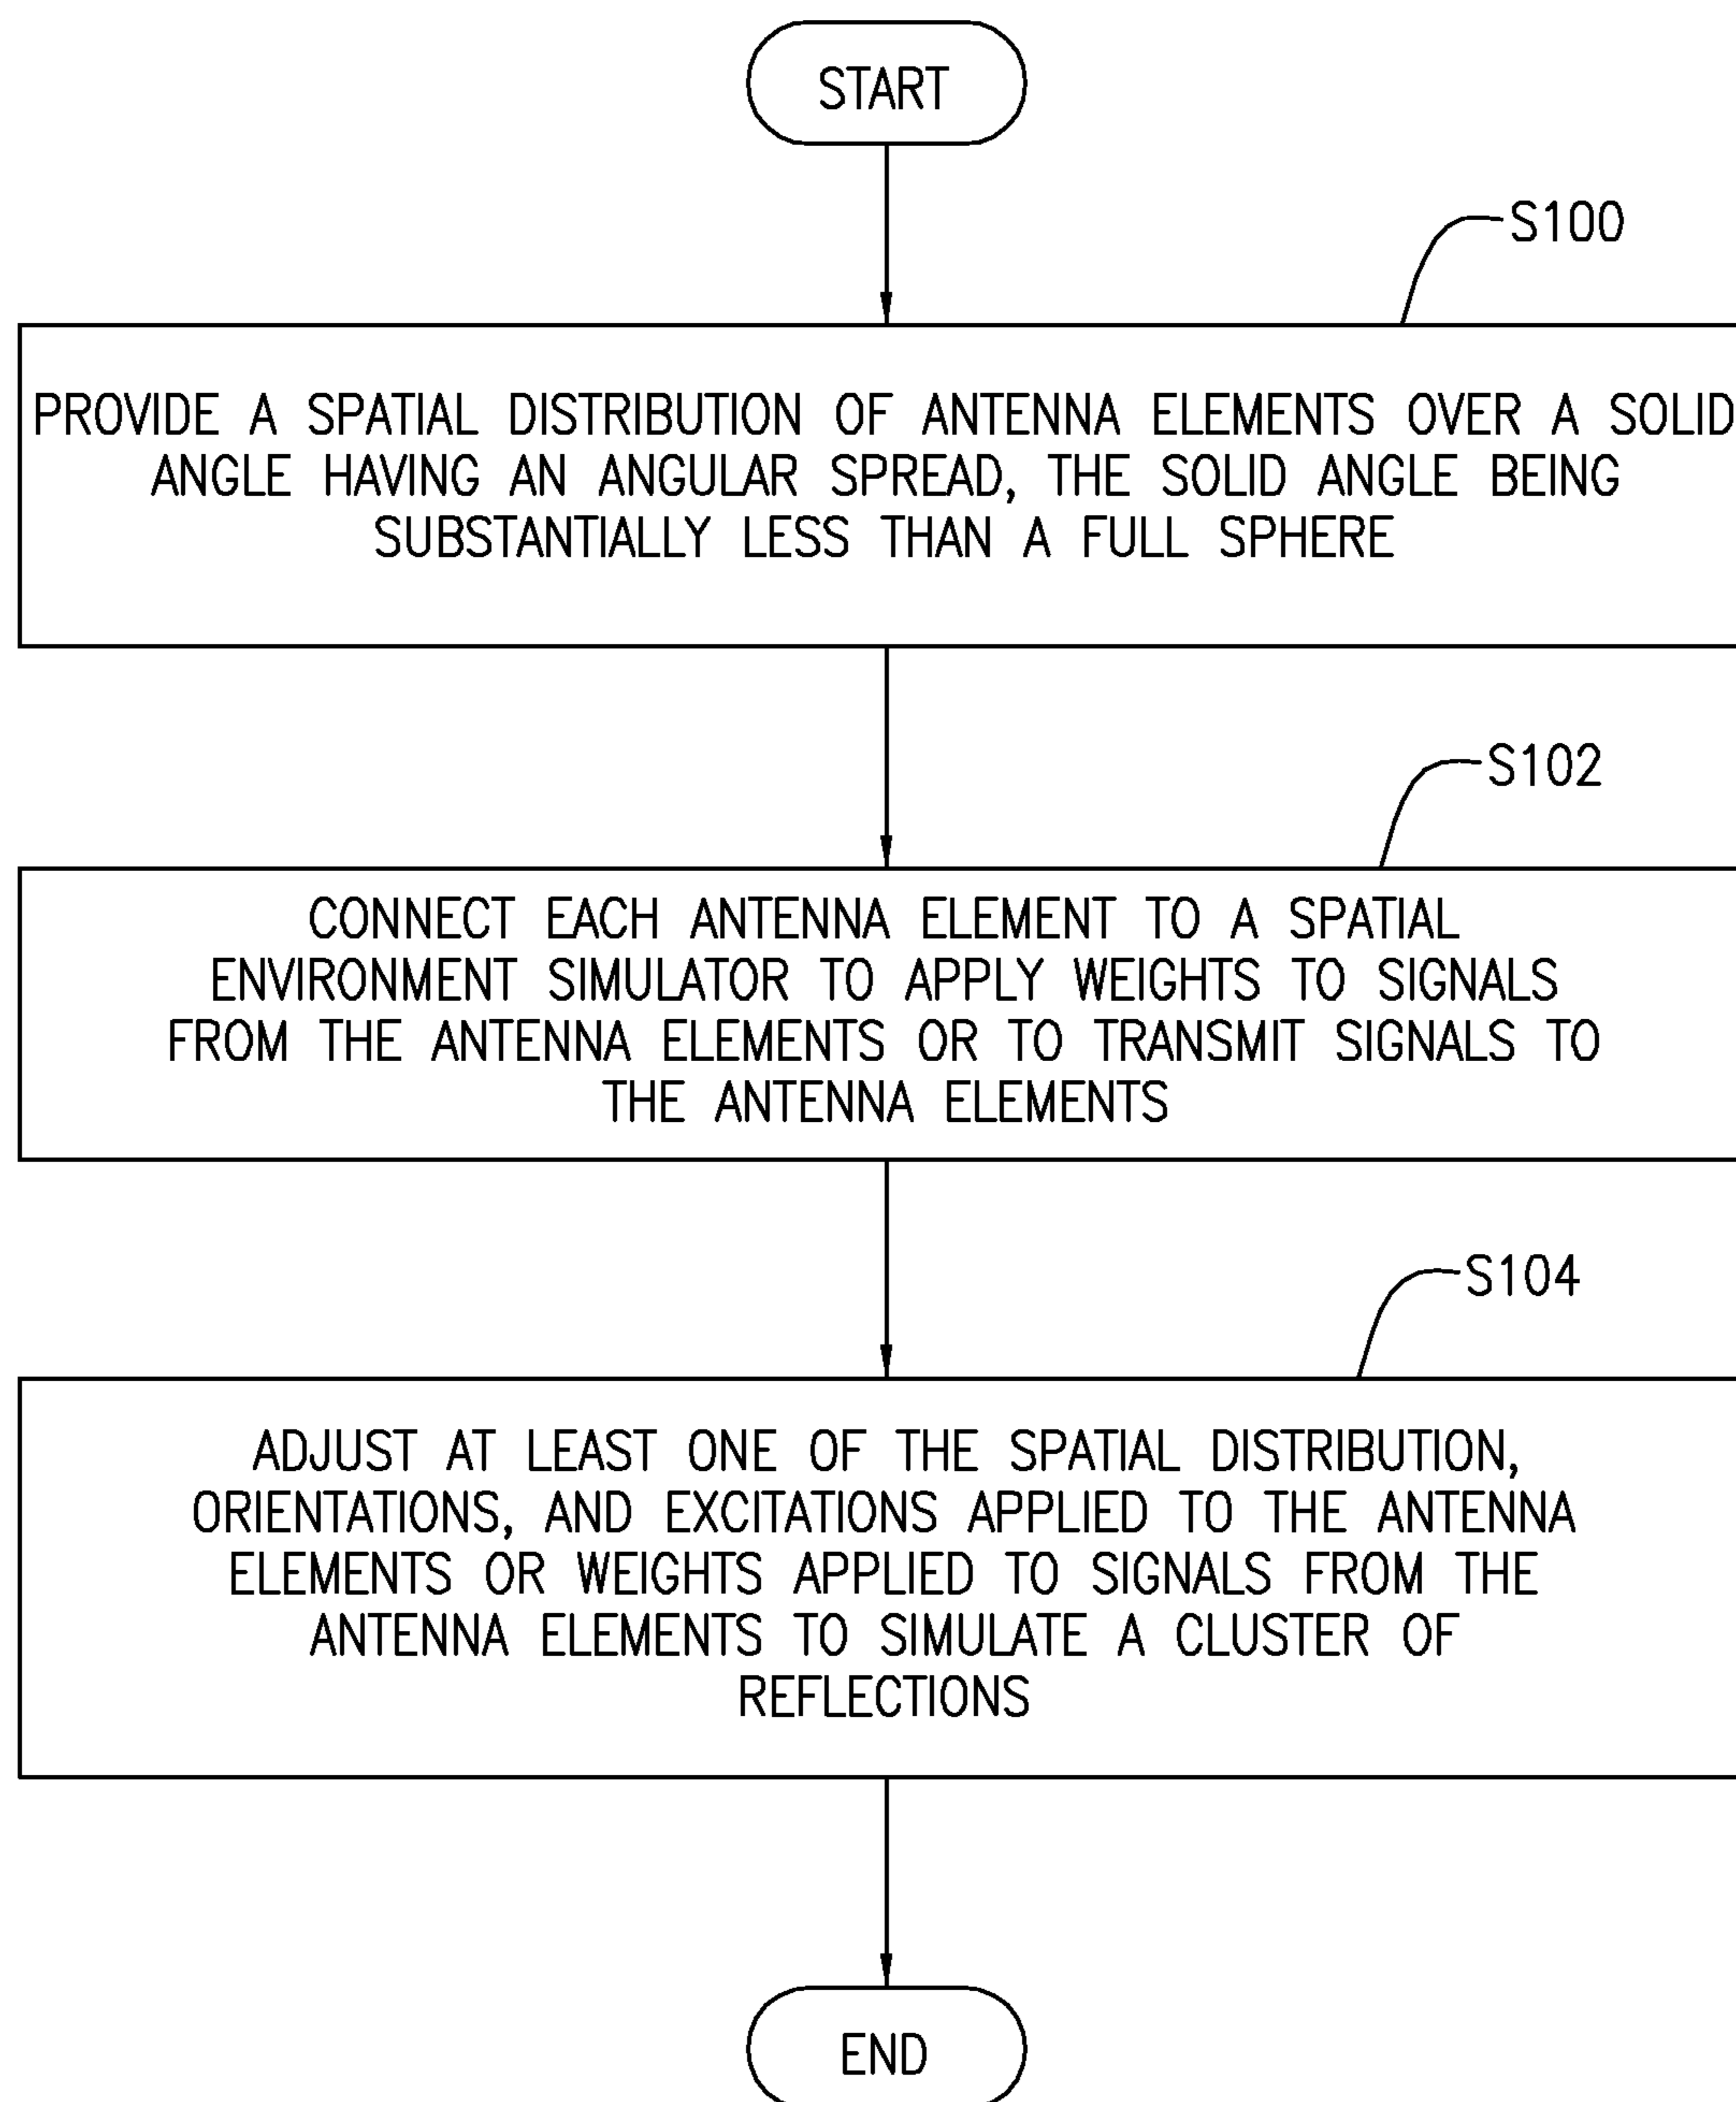 START
S100
PROVIDE A SPATIAL DISTRIBUTION OF ANTENNA ELEMENTS OVER A SOLID
ANGLE HAVING AN ANGULAR SPREAD, THE SOLID ANGLE BEING
SUBSTANTIALLY LESS THAN A FULL SPHERE
S102
CONNECT EACH ANTENNA ELEMENT TO A SPATIAL
ENVIRONMENT SIMULATOR TO APPLY WEIGHTS TO SIGNALS
FROM THE ANTENNA ELEMENTS OR TO TRANSMIT SIGNALS TO
THE ANTENNA ELEMENTS
S104
ADJUST AT LEAST ONE OF THE SPATIAL DISTRIBUTION,
ORIENTATIONS, AND EXCITATIONS APPLIED TO THE ANTENNA
ELEMENTS OR WEIGHTS APPLIED TO SIGNALS FROM THE
ANTENNA ELEMENTS TO SIMULATE A CLUSTER OF
REFLECTIONS
END